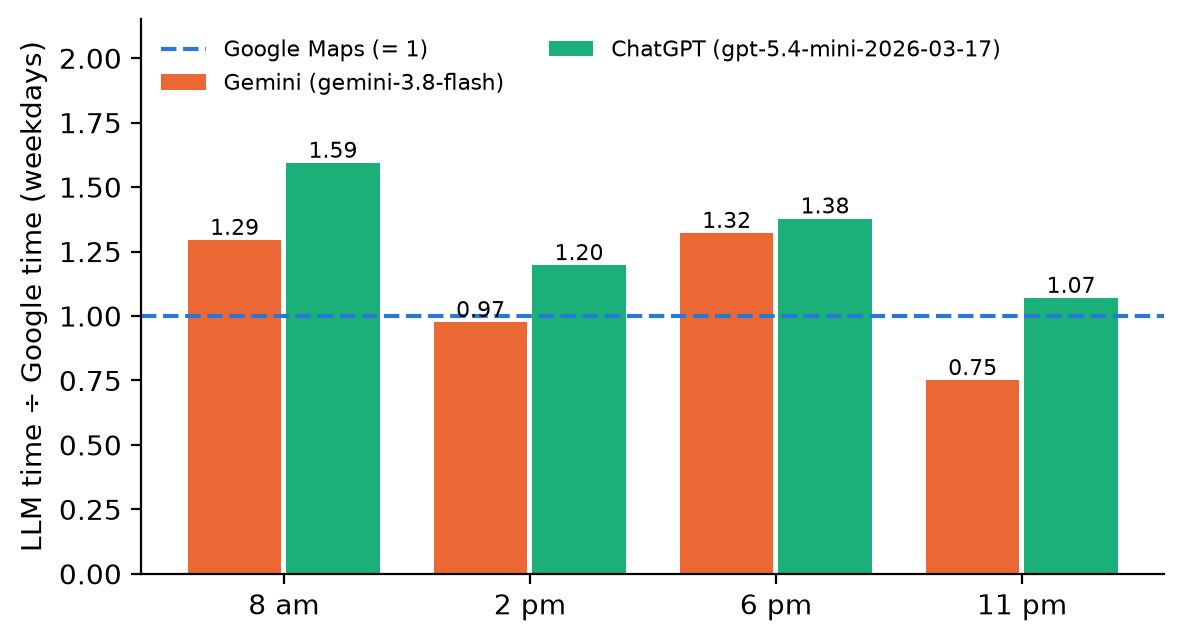 LLM time ÷ Google time (weekdays)
2.00
1.75
1.50
1.25
1.00
0.75
0.50
0.25
0.00
Google Maps (= 1)
Gemini (gemini-3.8-flash)
ChatGPT (gpt-5.4-mini-2026-03-17)
1.29
1.59
0.97
1.20
1.32
1.38
0.75
1.07
8 am
2 pm
6 pm
11 pm